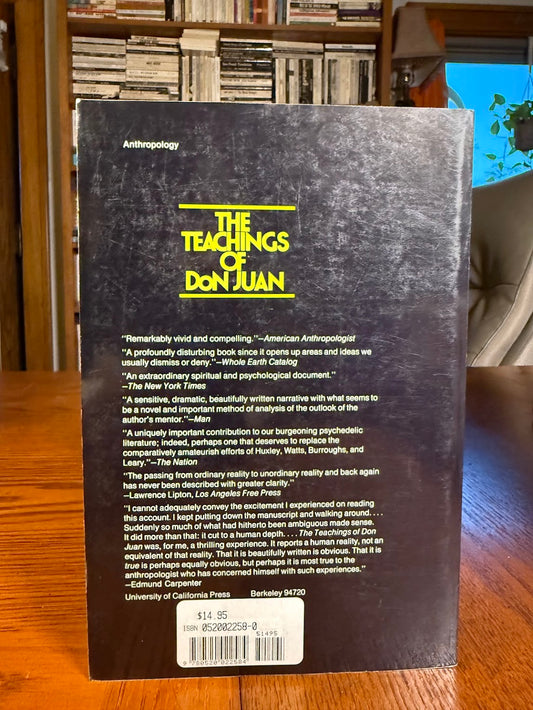 Anthropology
THE
TEACHINGS
OF
DoN JUAN
"Remarkably vivid and compelling."—American Anthropologist
"A profoundly disturbing book since it opens up areas and ideas we
usually dismiss or deny."—Whole Earth Catalog
"An extraordinary spiritual and psychological document."
—The New York Times
"A sensitive, dramatic, beautifully written narrative with what seems to
be a novel and important method of analysis of the outlook of the
author's mentor."—Man
"A uniquely important contribution to our burgeoning psychedelic
literature; indeed, perhaps one that deserves to replace the
comparatively amateurish efforts of Huxley, Watts, Burroughs, and
Leary."—The Nation
"The passing from ordinary reality to unordinary reality and back again
has never been described with greater clarity."
—Lawrence Lipton, Los Angeles Free Press
"I cannot adequately convey the excitement I experienced on reading
this account. I kept putting down the manuscript and walking around. . . .
Suddenly so much of what had hitherto been ambiguous made sense.
It did more than that: it cut to a human depth. . . . The Teachings of Don
Juan was, for me, a thrilling experience. It reports a human reality, not an
equivalent of that reality. That it is beautifully written is obvious. That it is
true is perhaps equally obvious, but perhaps it is most true to the
anthropologist who has concerned himself with such experiences."
—Edmund Carpenter
University of California Press Berkeley 94720
$14.95
ISBN 052002258-0
51495
9 780520 022584